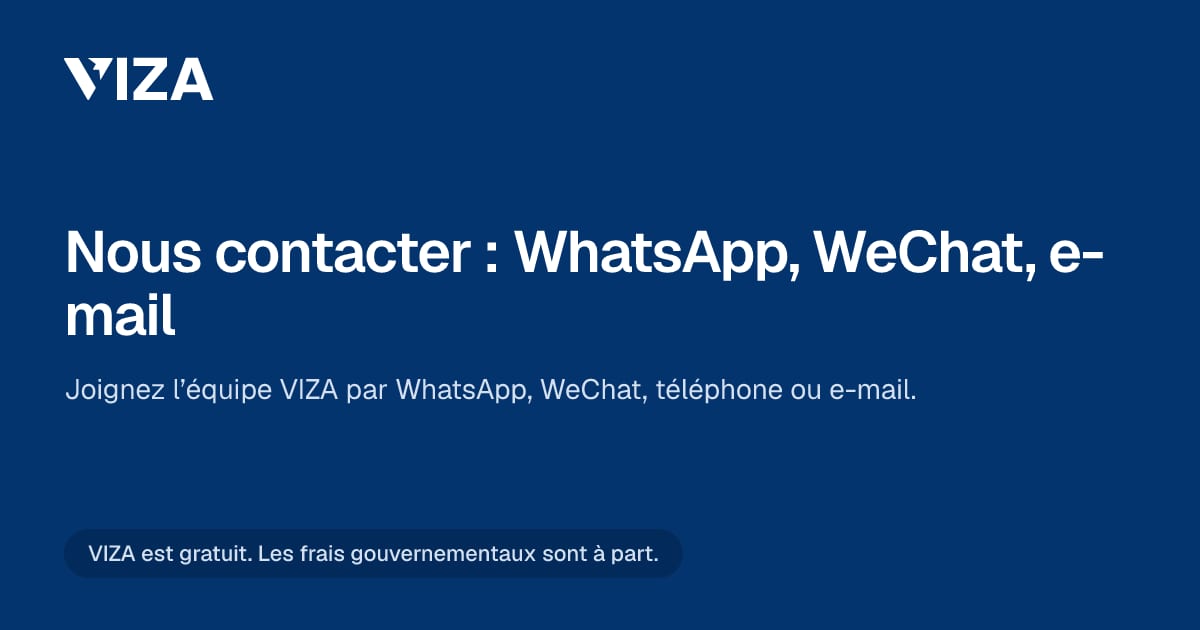 VIZA
Nous contacter : WhatsApp, WeChat, e-
mail
Joignez l’équipe VIZA par WhatsApp, WeChat, téléphone ou e-mail.
VIZA est gratuit. Les frais gouvernementaux sont à part.